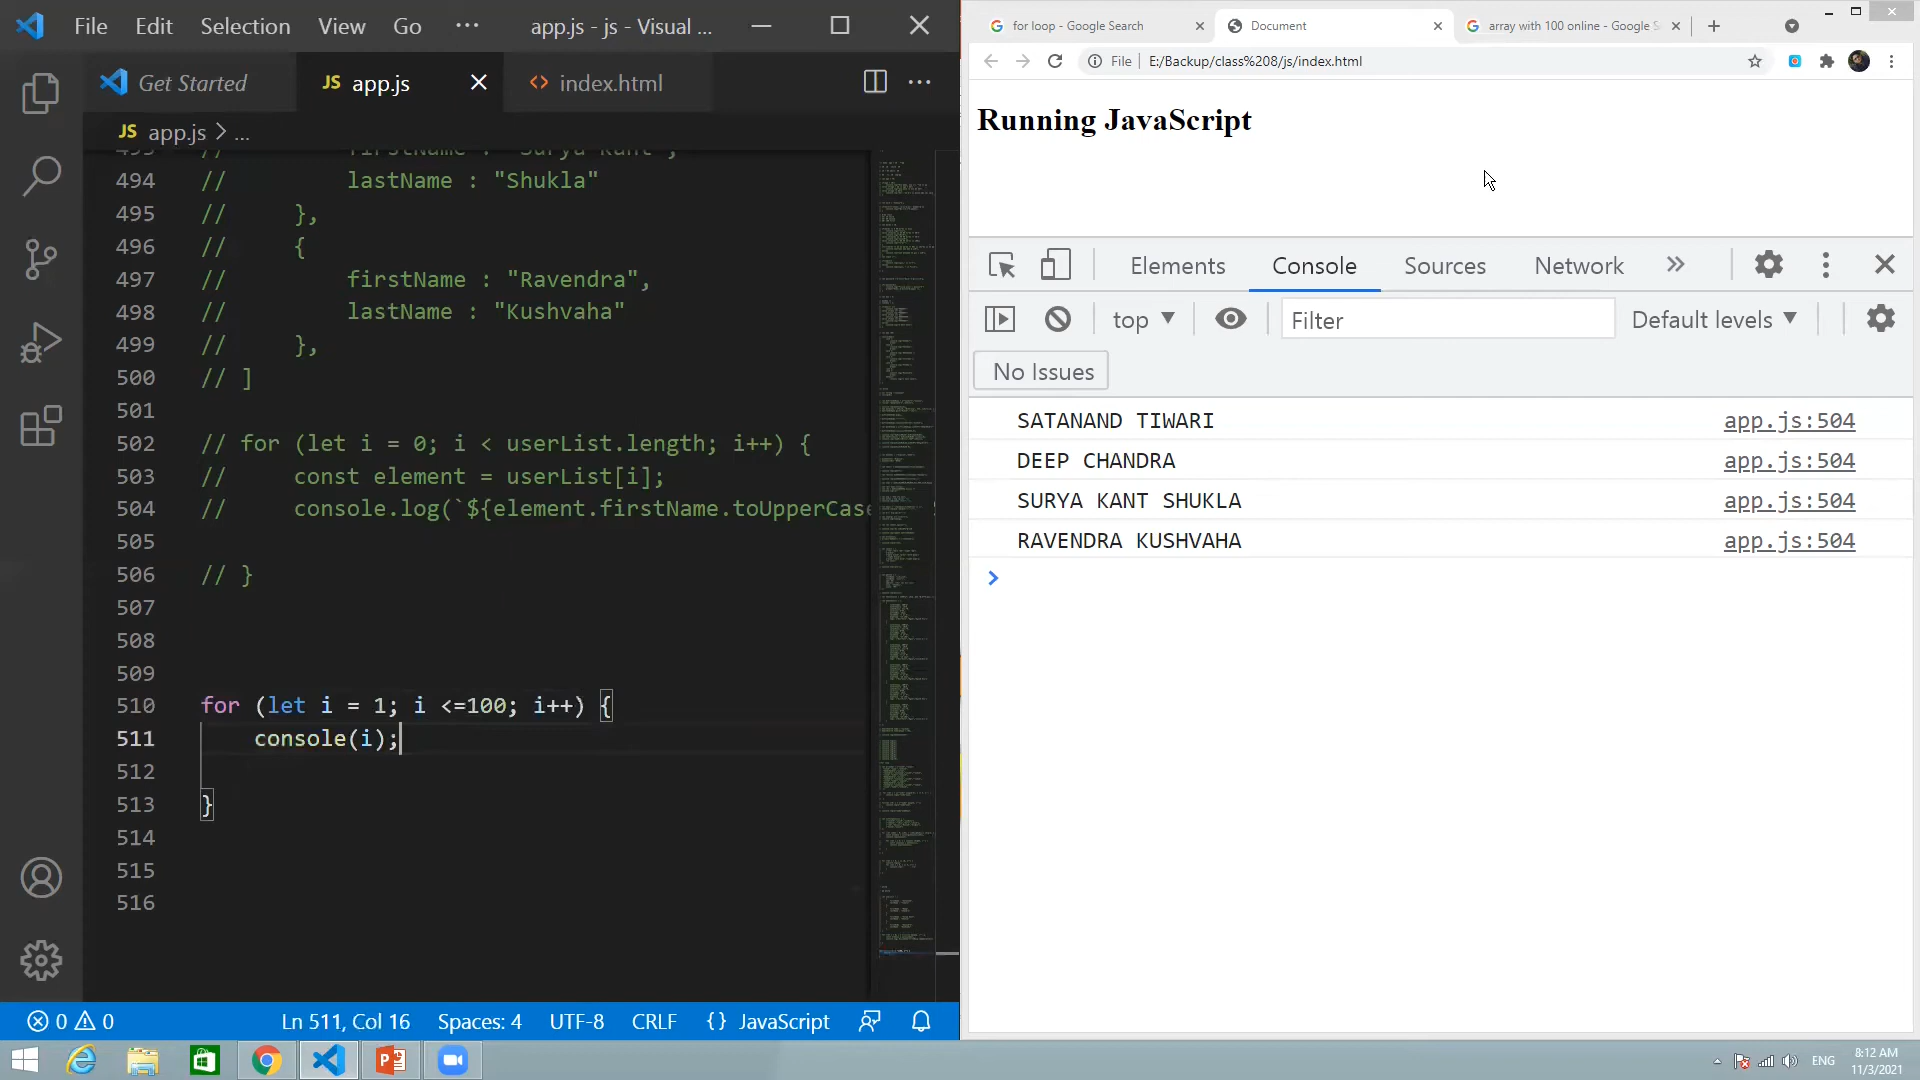 File Edit Selection View Go ··· app.js - js - Visual ...
Get Started
JS app.js
<> index.html
JS app.js > ...
494 // lastName : "Shukla"
495 // },
496 // {
497 // firstName : "Ravendra",
498 // lastName : "Kushvaha"
499 // },
500 // ]
501
502 // for (let i = 0; i < userList.length; i++) {
503 // const element = userList[i];
504 // console.log(`${element.firstName.toUpperCase
505
506 // }
507
508
509
510 for (let i = 1; i <=100; i++) {
511 console(i);
512
513 }
514
515
516
0 0 Ln 511, Col 16 Spaces: 4 UTF-8 CRLF {} JavaScript
for loop - Google Search
Document
array with 100 online - Google S
File E:/Backup/class%208/js/index.html
Running JavaScript
Elements Console Sources Network »
top Filter Default levels
No Issues
SATANAND TIWARI app.js:504
DEEP CHANDRA app.js:504
SURYA KANT SHUKLA app.js:504
RAVENDRA KUSHVAHA app.js:504
>
ENG
8:12 AM
11/3/2021